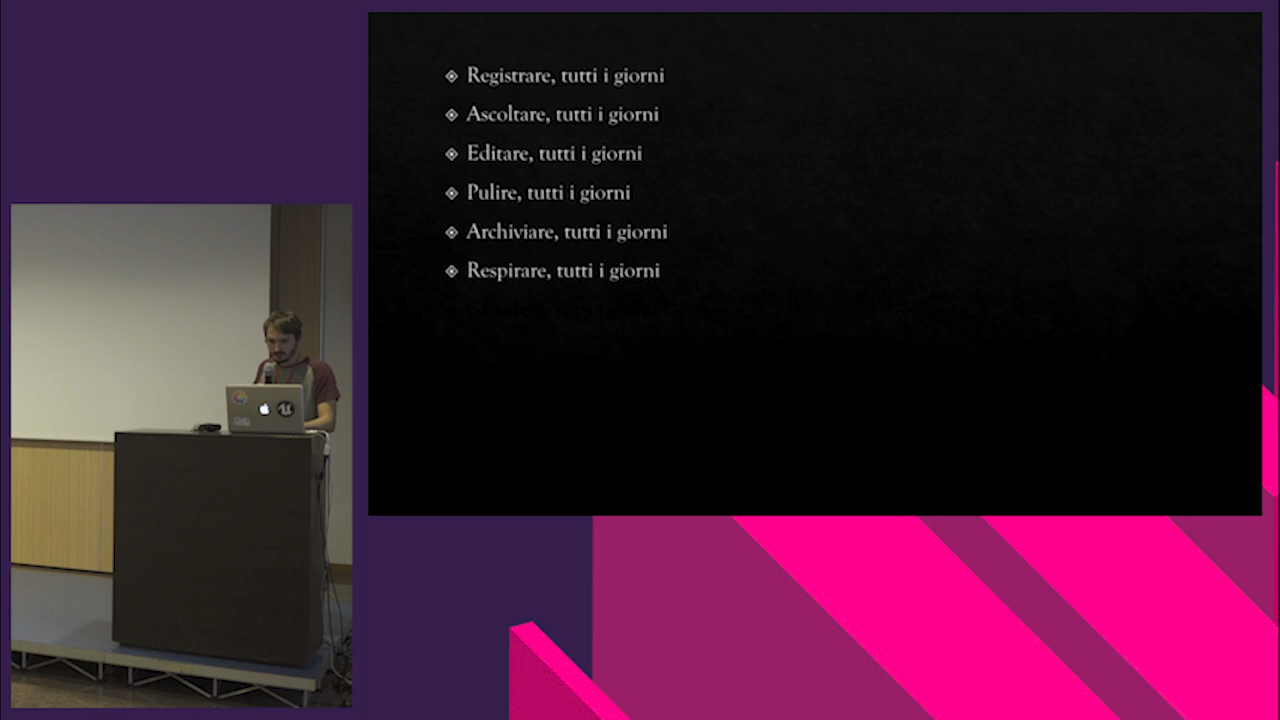 Registrare, tutti i giorni
Ascoltare, tutti i giorni
Editare, tutti i giorni
Pulire, tutti i giorni
Archiviare, tutti i giorni
Respirare, tutti i giorni